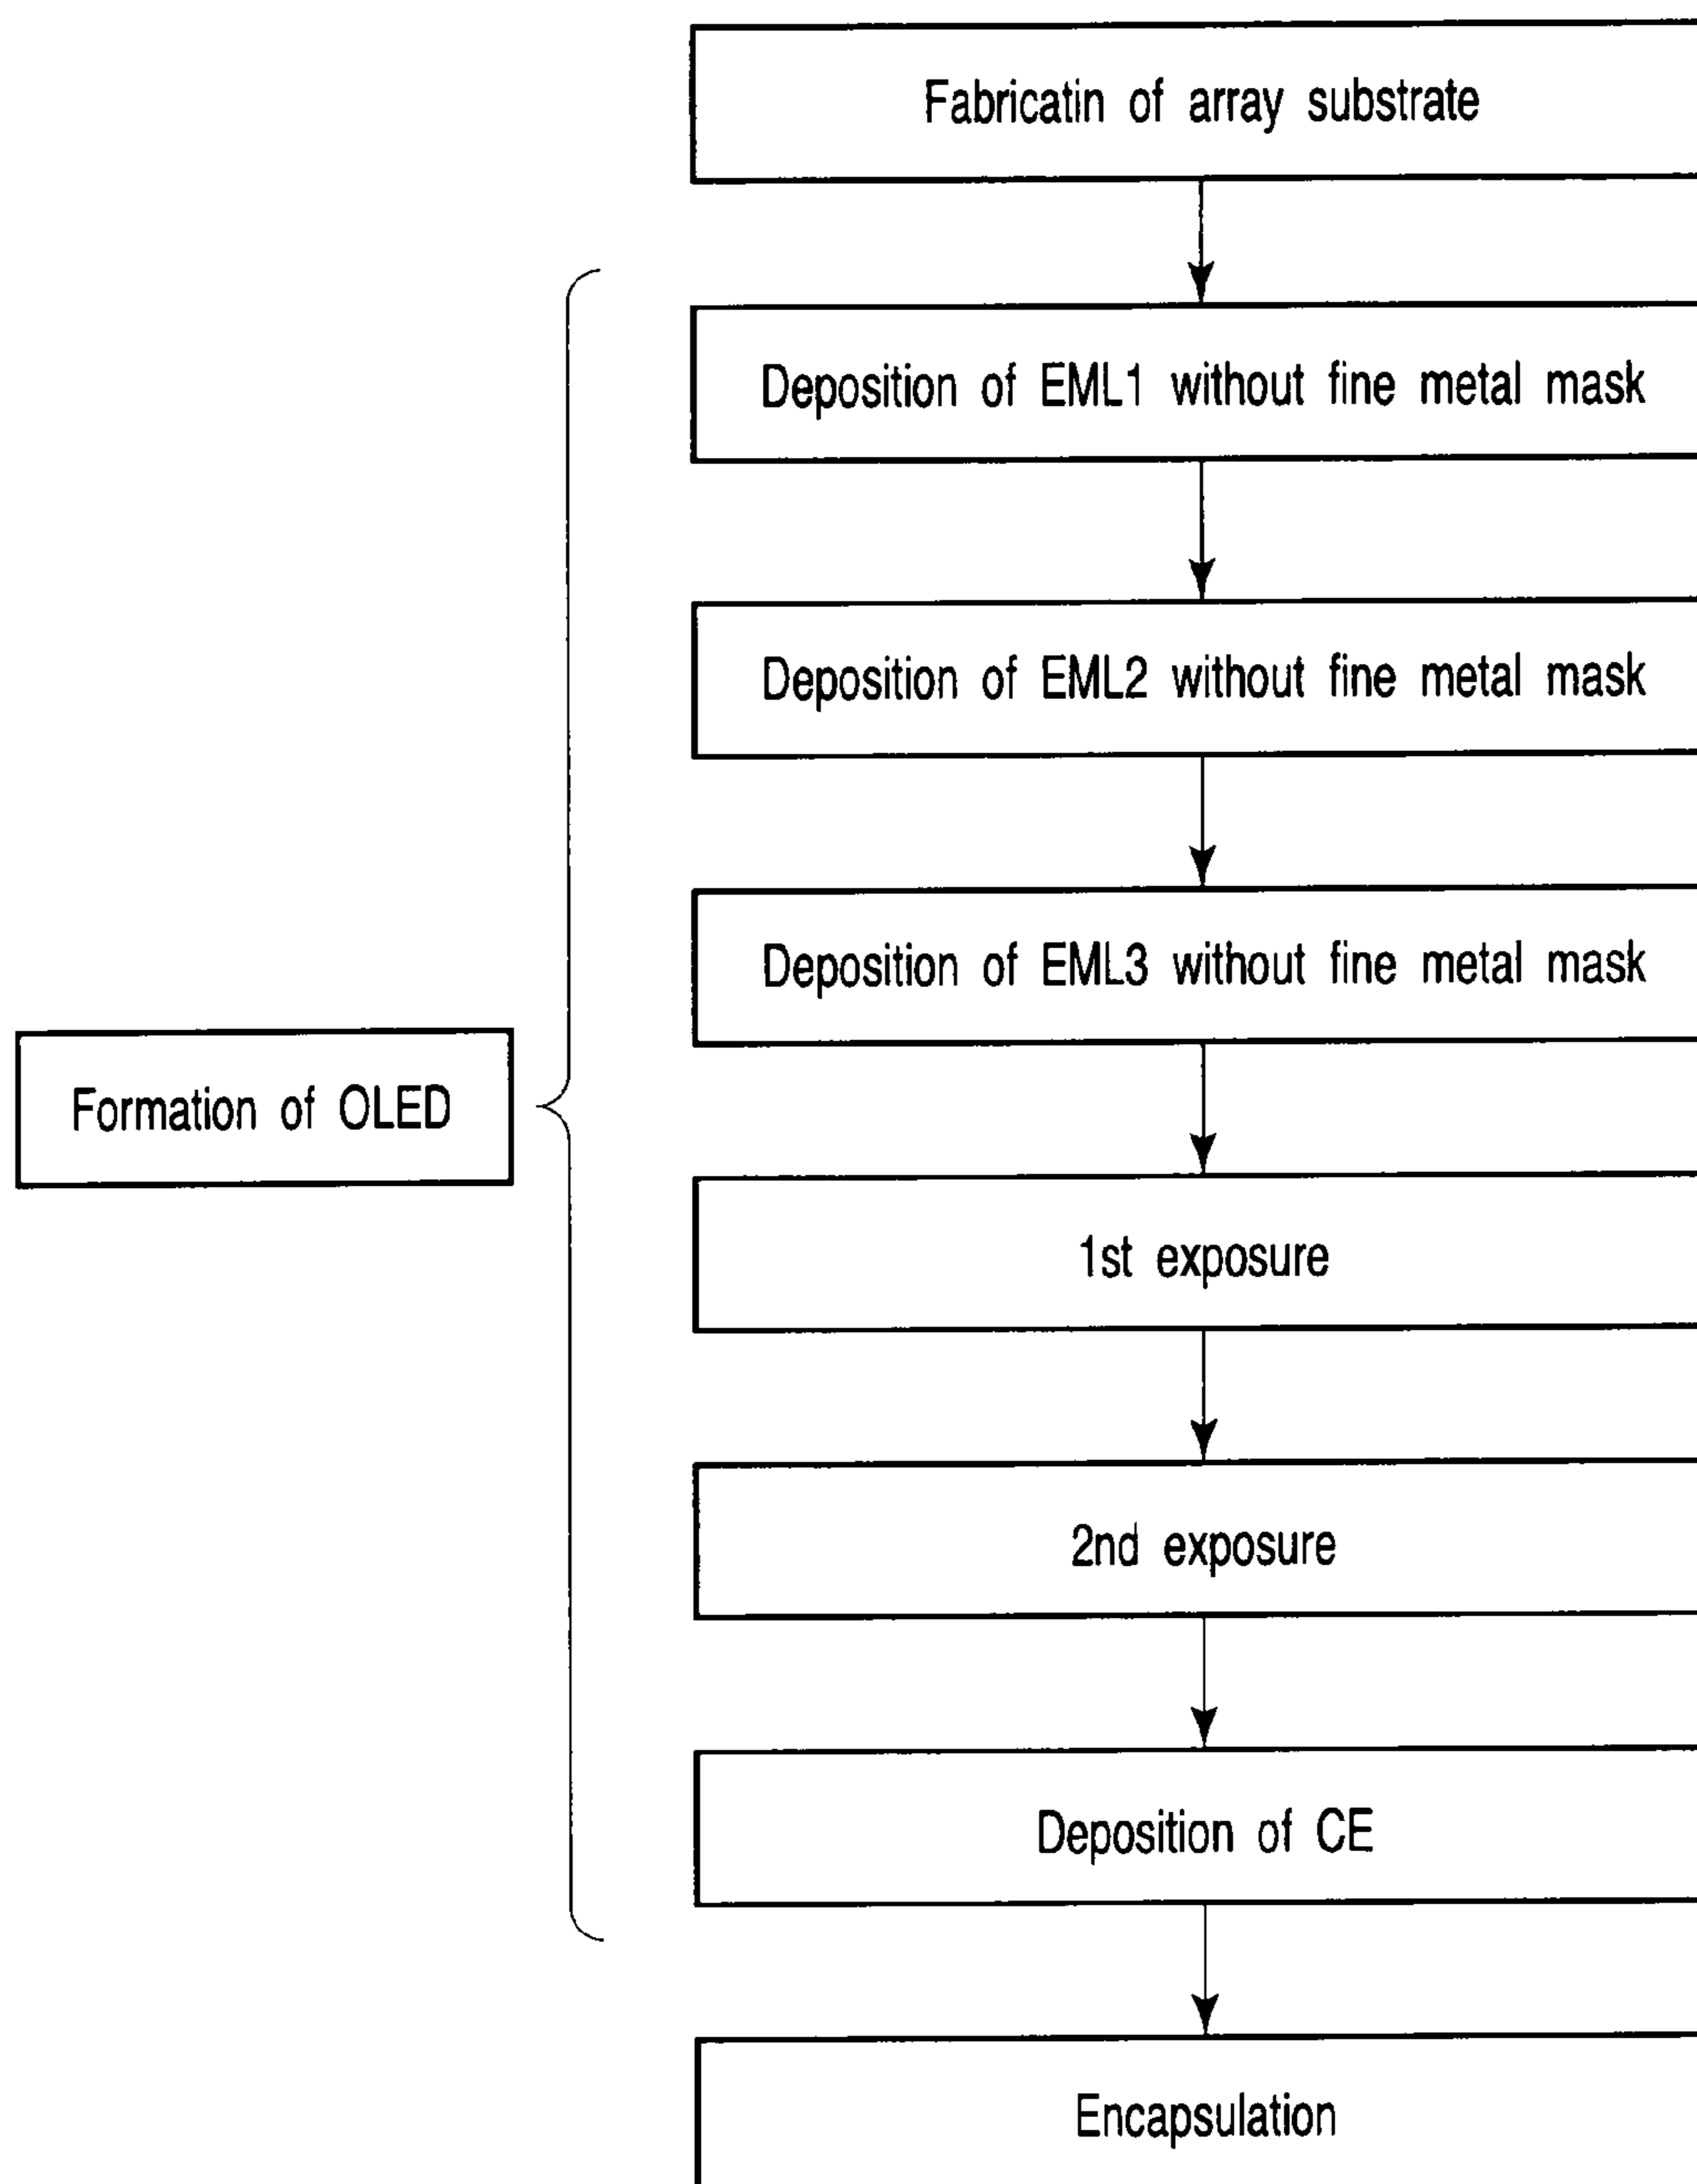 Fabricatin of array substrate
Deposition of EML1 without fine metal mask
Deposition of EML2 without fine metal mask
Deposition of EML3 without fine metal mask
Formation of OLED
1st exposure
2nd exposure
Deposition of CE
Encapsulation